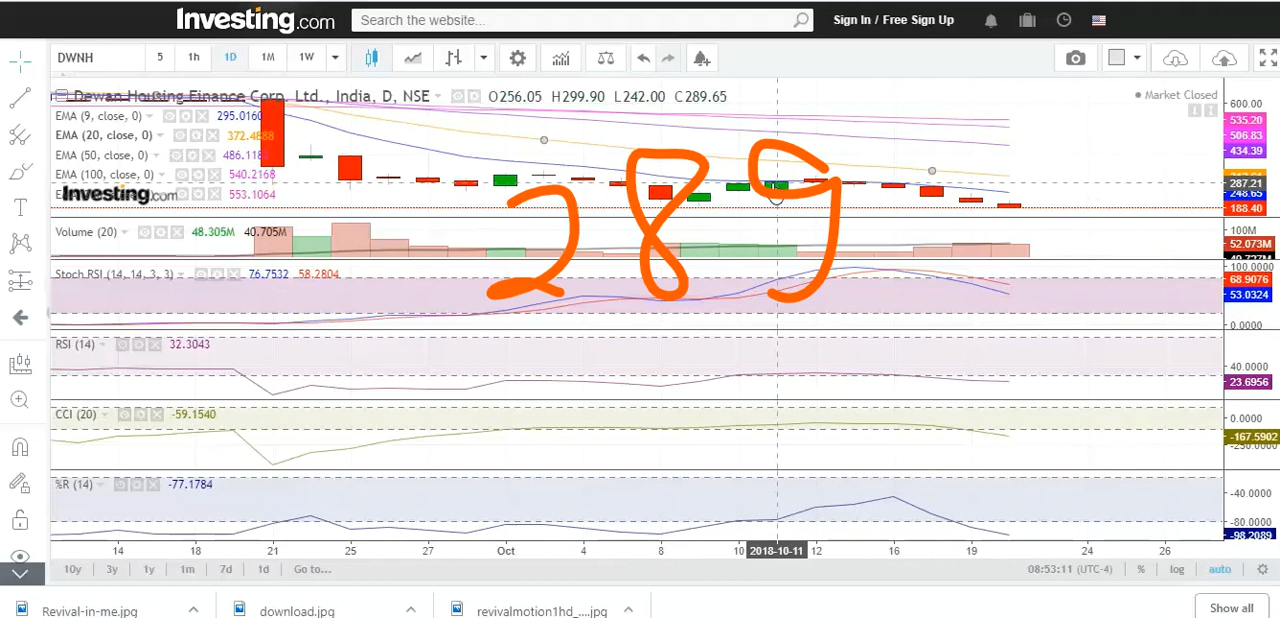 Investing.com Search the website... Sign In / Free Sign Up
DWNH 5 1h 1D 1M 1W
Dewan Housing Finance Corp. Ltd., India, D, NSE O256.05 H299.90 L242.00 C289.65 Market Closed
600.00
EMA (9, close, 0) 295.0160
535.20
EMA (20, close, 0) 372.4888
506.83
EMA (50, close, 0) 486.118
434.39
EMA (100, close, 0) 540.2168
287.21
Investing.com 553.1064
248.65
188.40
289
Volume (20) 48.305M 40.705M
100M
52.073M
Stoch RSI (14, 14, 3, 3) 76.7532 58.2804
100.0000
68.9076
53.0324
0.0000
RSI (14) 32.3043
40.0000
23.6956
CCI (20) -59.1540
0.0000
-167.5902
%R (14) -77.1784
-40.0000
-80.0000
-98.2089
14 18 21 25 27 Oct 4 8 10 2018-10-11 12 16 19 24 26
10y 3y 1y 1m 7d 1d Go to... 08:53:11 (UTC-4) % log auto
Revival-in-me.jpg download.jpg revivalmotion1hd_....jpg Show all